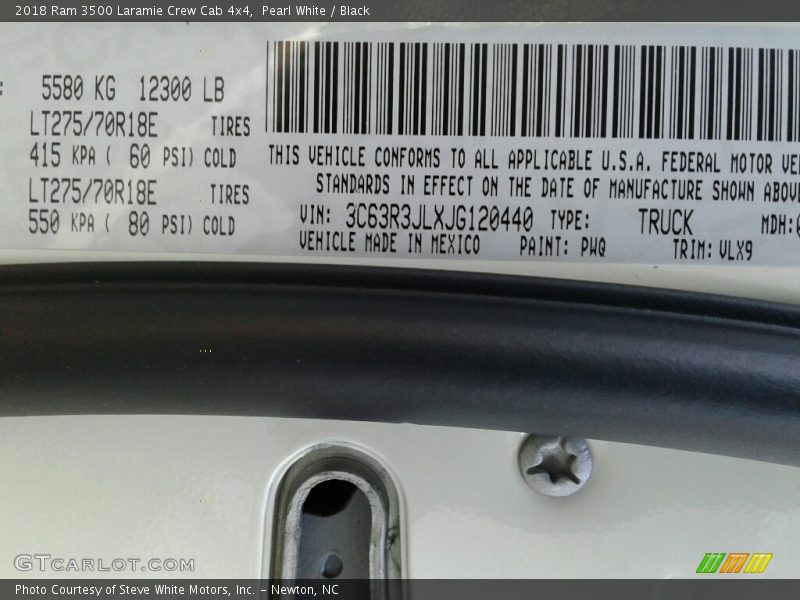 2018 Ram 3500 Laramie Crew Cab 4x4, Pearl White / Black
5580 KG 12300 LB
LT275/70R18E TIRES
415 KPA ( 60 PSI) COLD
LT275/70R18E TIRES
550 KPA ( 80 PSI) COLD
THIS VEHICLE CONFORMS TO ALL APPLICABLE U.S.A. FEDERAL MOTOR VE
STANDARDS IN EFFECT ON THE DATE OF MANUFACTURE SHOWN ABOV
VIN: 3C63R3JLXJG120440 TYPE: TRUCK MDH:
VEHICLE MADE IN MEXICO PAINT: PWQ TRIM: VLX9
GTCARLOT.COM
Photo Courtesy of Steve White Motors, Inc. – Newton, NC